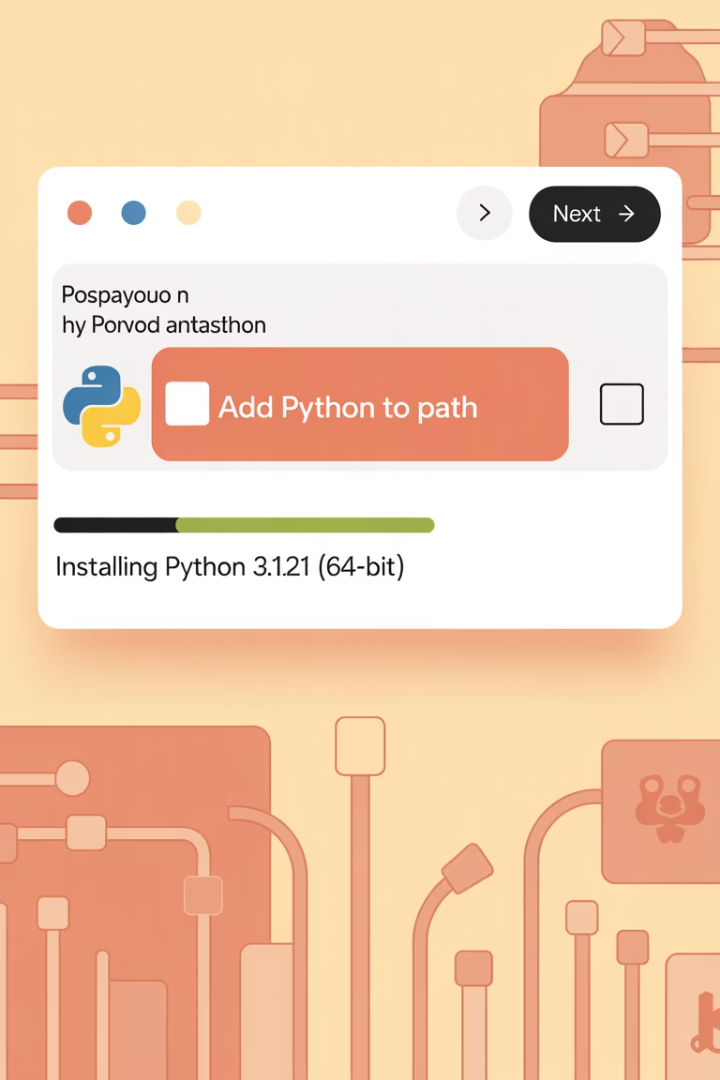 Next
Pospayouo n
hy Porvod antasthon
Add Python to path
Installing Python 3.1.21 (64-bit)